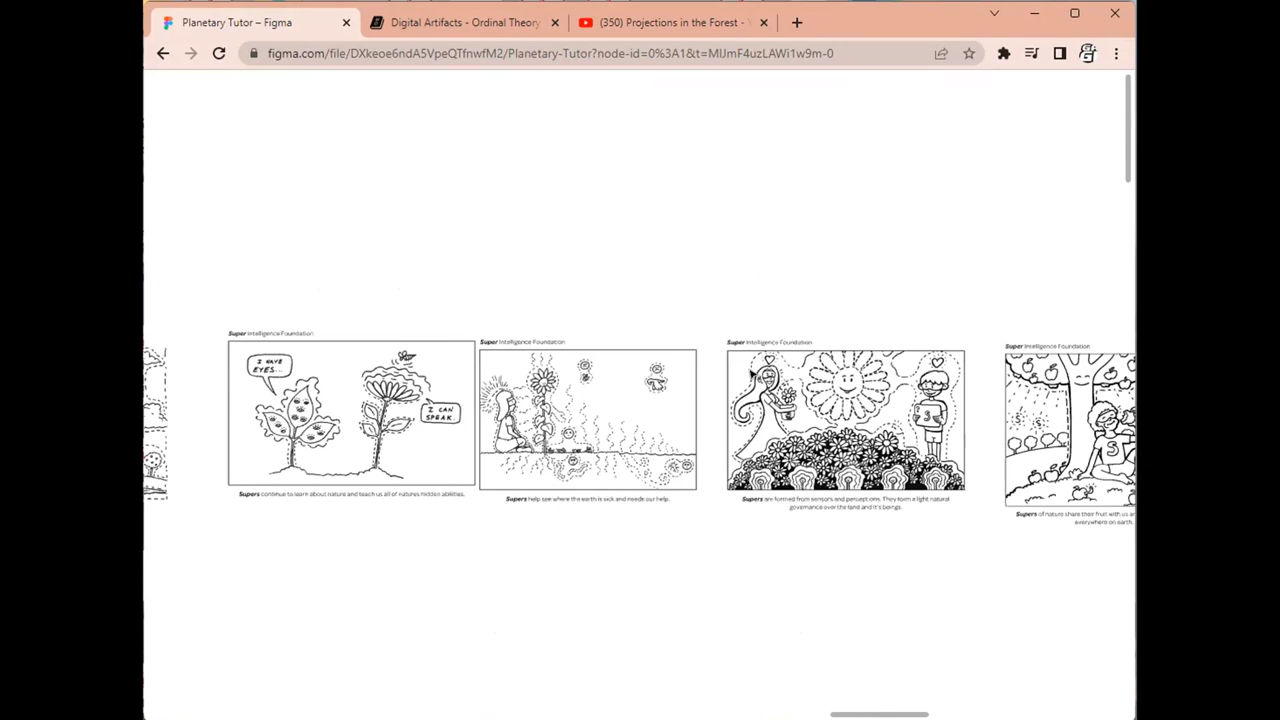 Planetary Tutor – Figma
Digital Artifacts - Ordinal Theory
(350) Projections in the Forest -
figma.com/file/DXkeoe6ndA5VpeQTfnwfM2/Planetary-Tutor?node-id=0%3A1&t=MIJmF4uzLAWi1w9m-0
Super Intelligence Foundation
I HAVE
EYES...
I CAN
SPEAK.
Supers continue to learn about nature and teach us all of natures hidden abilities.
Super Intelligence Foundation
Supers help see where the earth is sick and needs our help.
Super Intelligence Foundation
Supers are formed from sensors and perceptions. They form a light natural
governance over the land and it's beings.
Super Intelligence Foundation
3
Supers of nature share their fruit with us an
everywhere on earth.